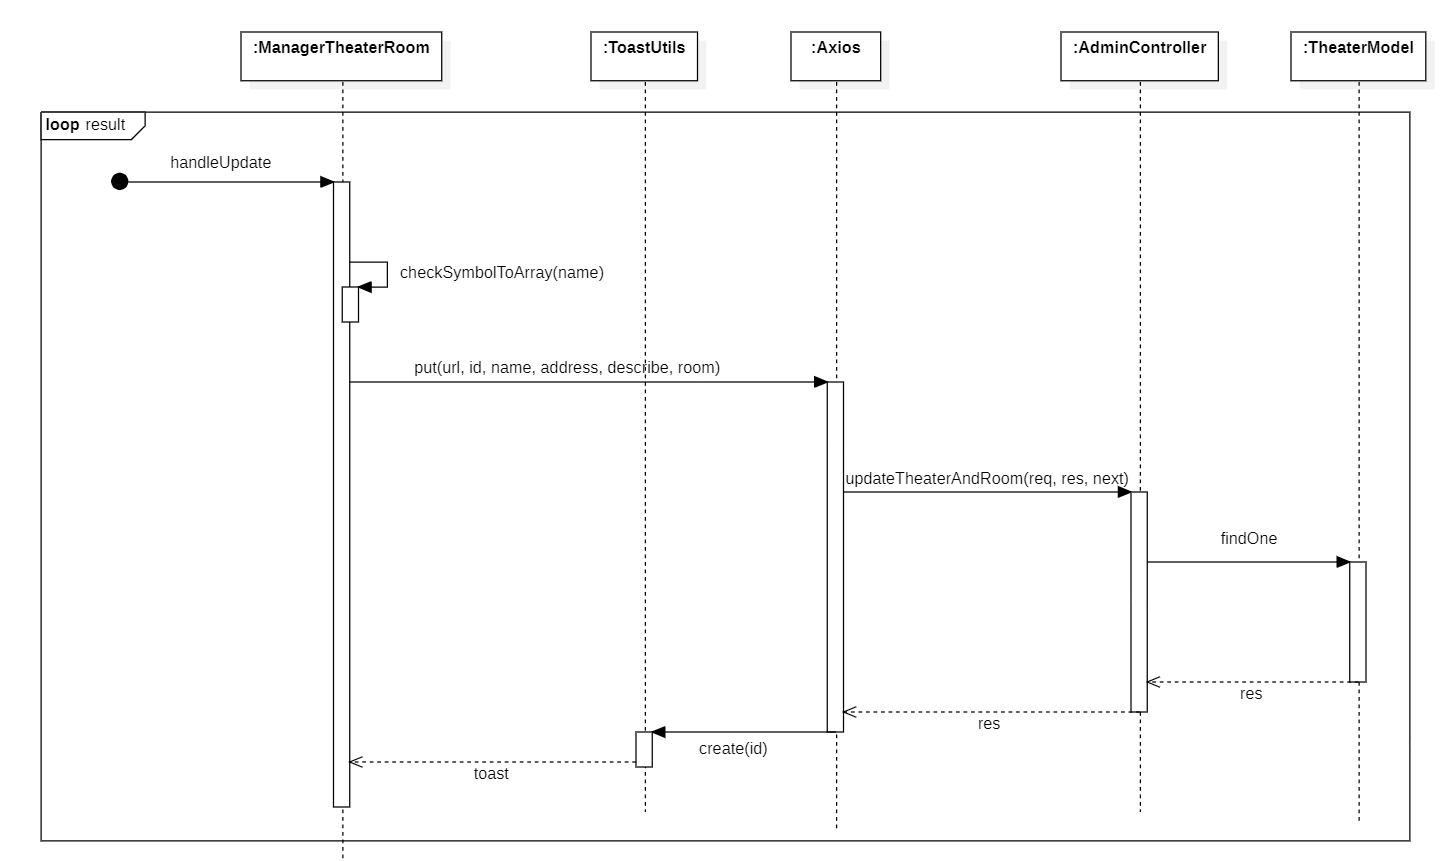 :ManagerTheaterRoom
:ToastUtils
:Axios
:AdminController
:TheaterModel
loop result
handleUpdate
checkSymbolToArray(name)
put(url, id, name, address, describe, room)
updateTheaterAndRoom(req, res, next)
findOne
res
res
create(id)
toast